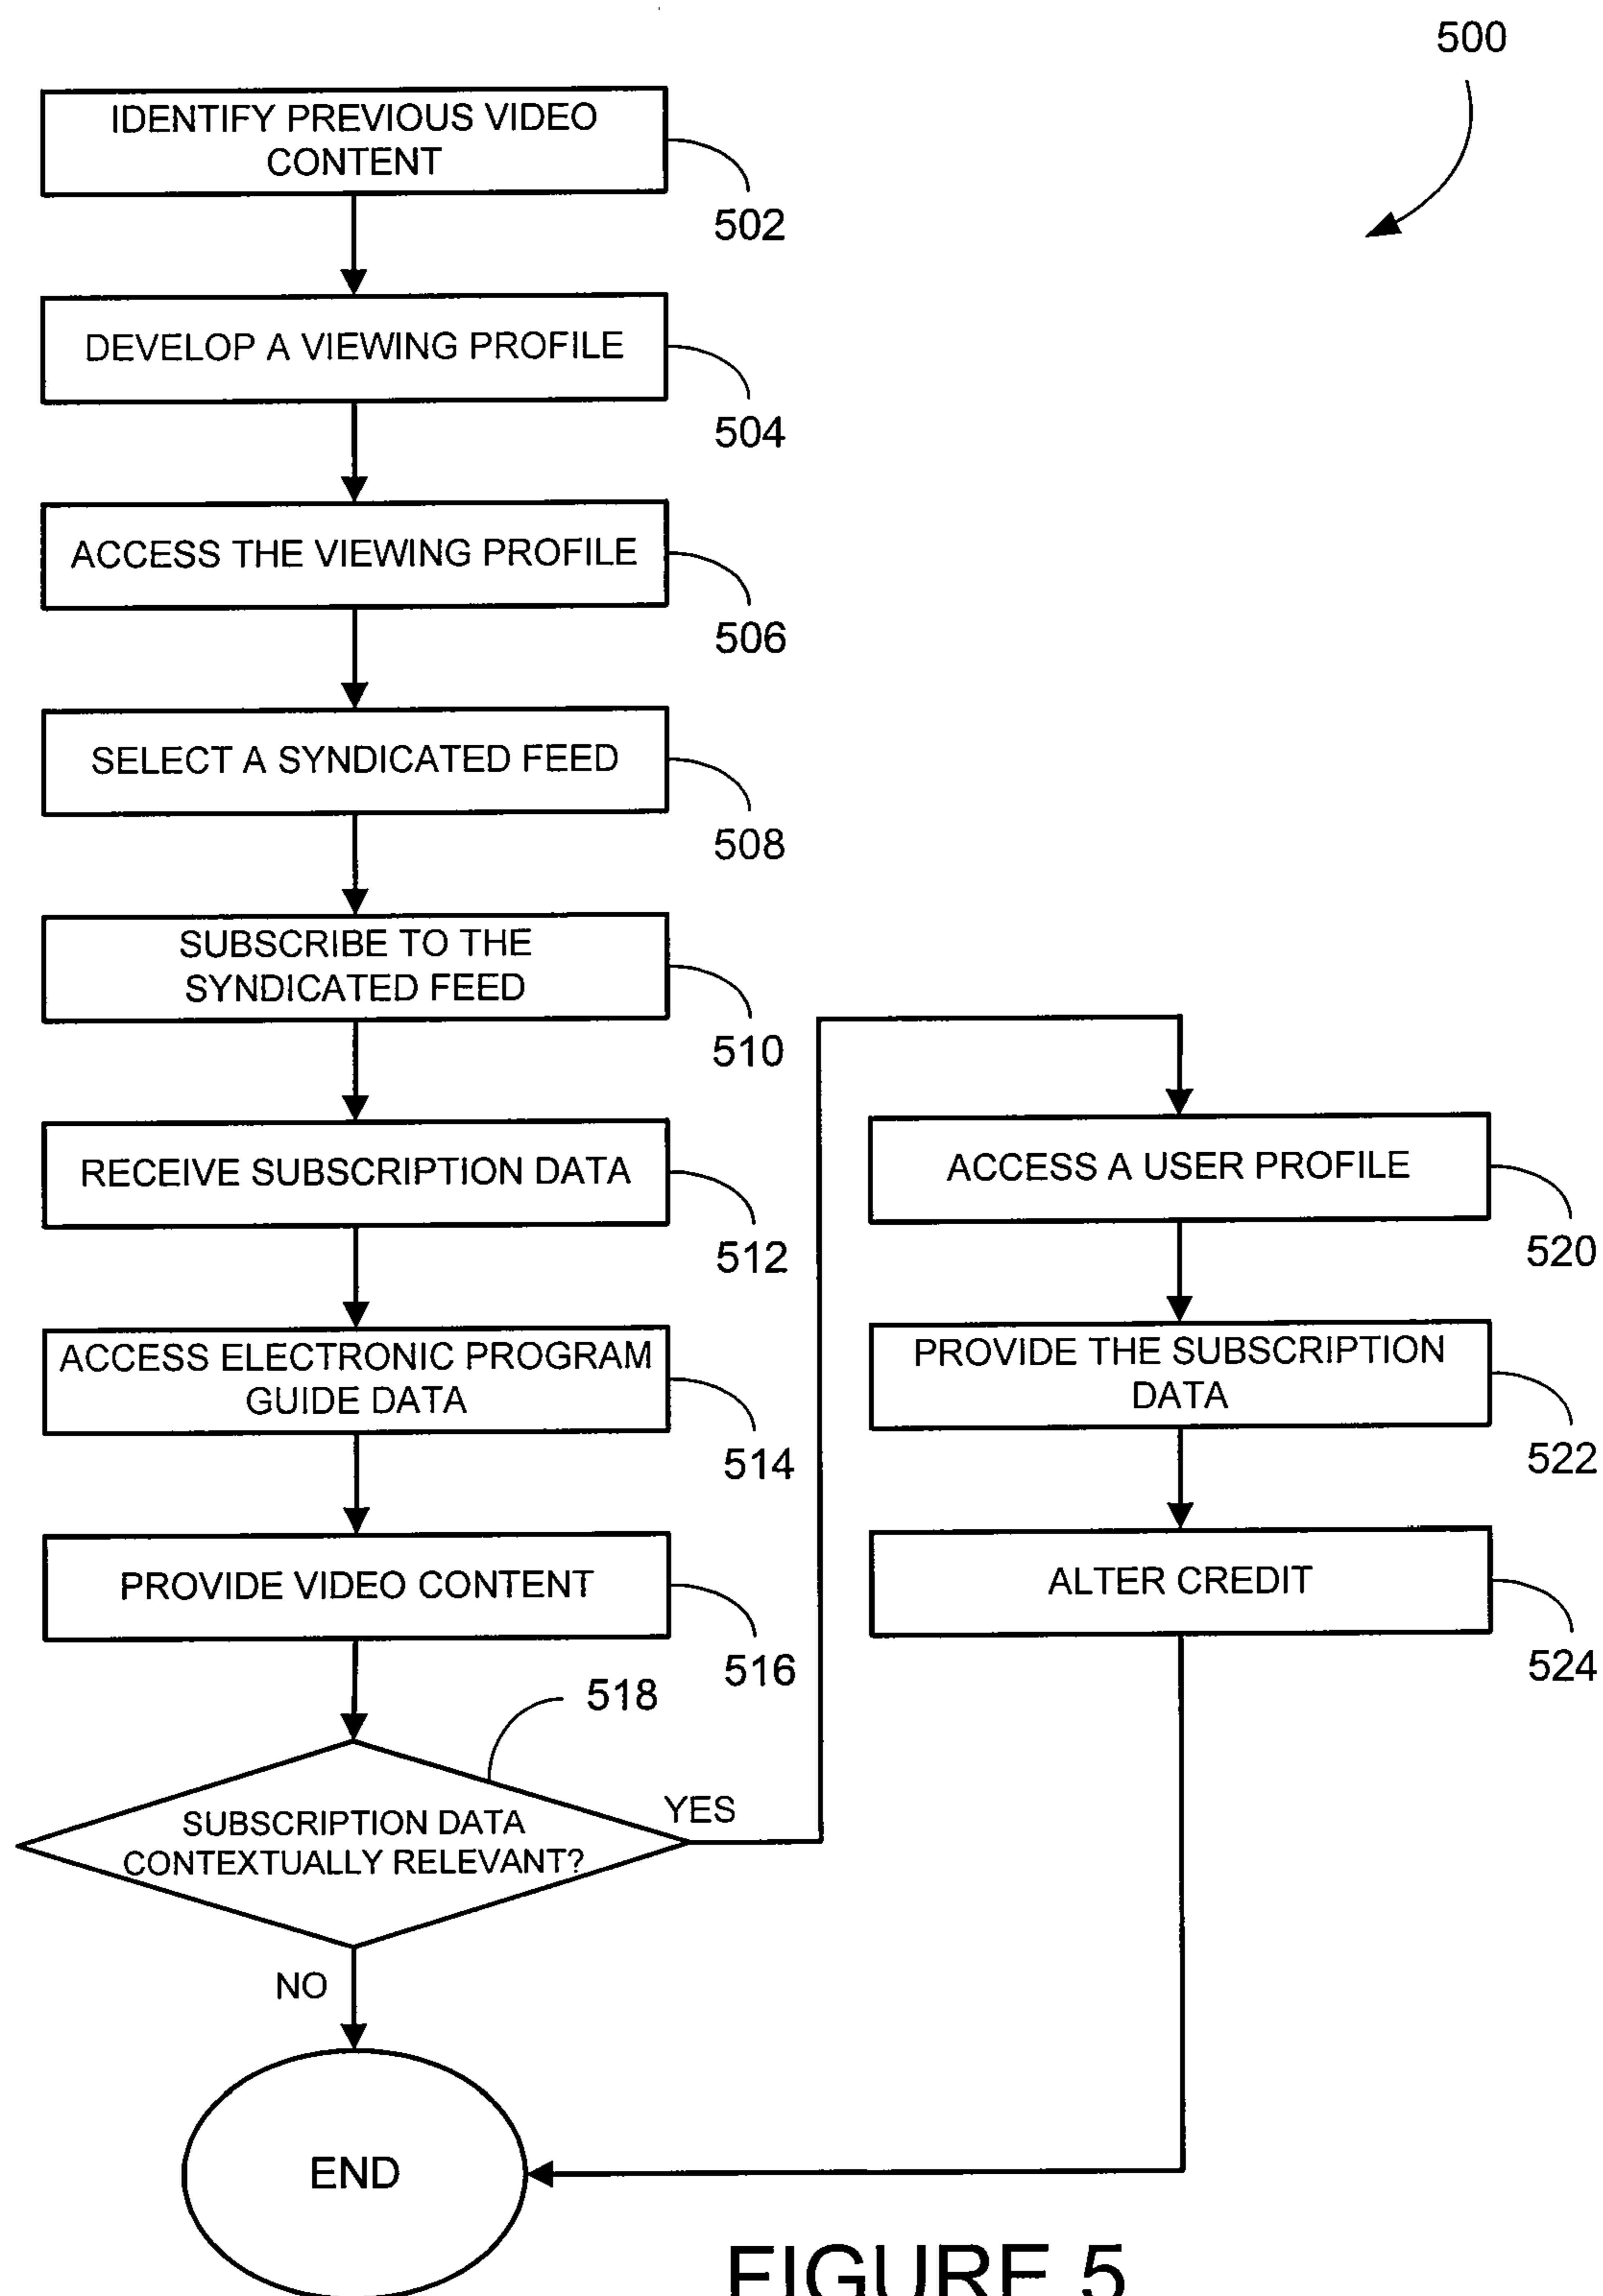 500
IDENTIFY PREVIOUS VIDEO
CONTENT
502
DEVELOP A VIEWING PROFILE
504
ACCESS THE VIEWING PROFILE
506
SELECT A SYNDICATED FEED
508
SUBSCRIBE TO THE
SYNDICATED FEED
510
RECEIVE SUBSCRIPTION DATA
512
ACCESS ELECTRONIC PROGRAM
GUIDE DATA
514
PROVIDE VIDEO CONTENT
516
518
SUBSCRIPTION DATA
CONTEXTUALLY RELEVANT?
YES
NO
ACCESS A USER PROFILE
520
PROVIDE THE SUBSCRIPTION
DATA
522
ALTER CREDIT
524
END
FIGURE 5